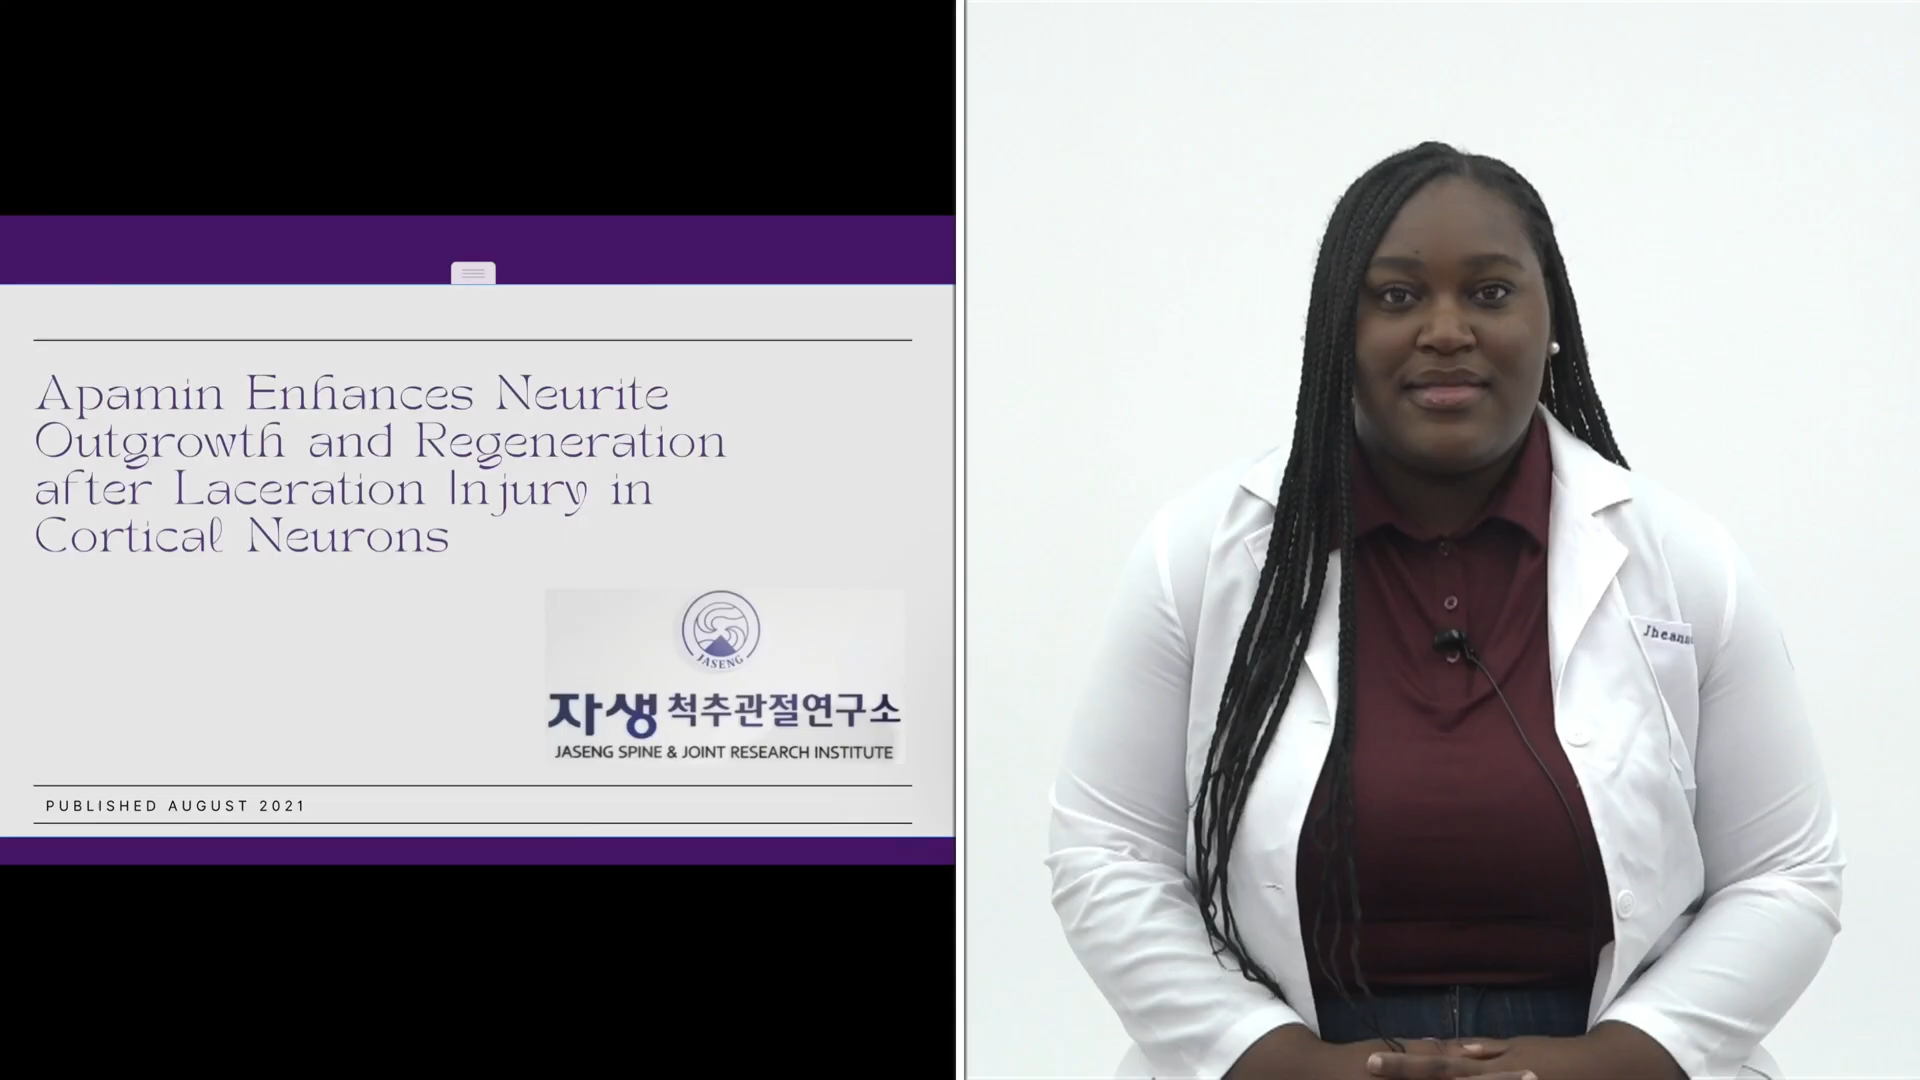 Apamin Enhances Neurite
Outgrowth and Regeneration
after Laceration Injury in
Cortical Neurons
JASENG
자생 척추관절연구소
JASENG SPINE & JOINT RESEARCH INSTITUTE
PUBLISHED AUGUST 2021